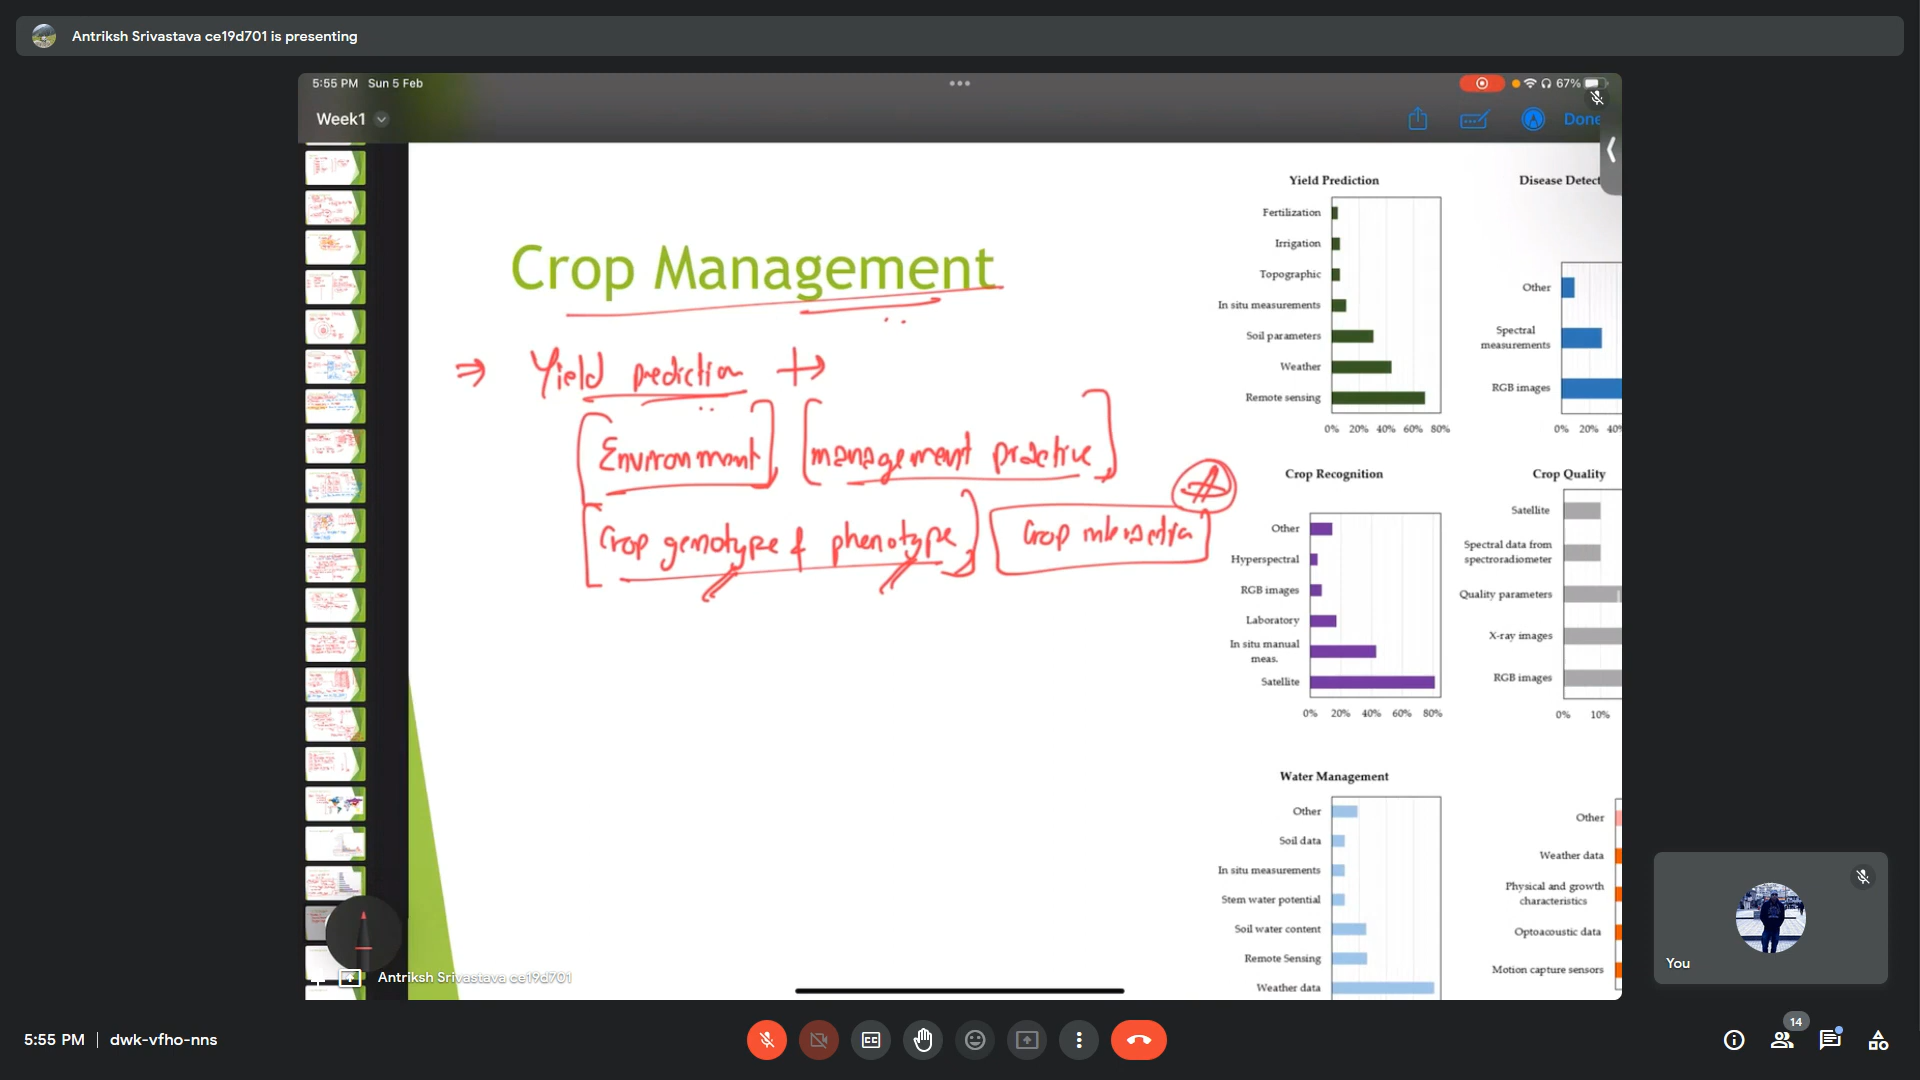 Antriksh Srivastava ce19d701 is presenting
5:55 PM Sun 5 Feb
67%
Week1
Done
Crop Management
⇒ Yield prediction
Environment management practice
Crop genotype & phenotype Crop
Yield Prediction
Fertilization
Irrigation
Topographic
In situ measurements
Soil parameters
Weather
Remote sensing
0% 20% 40% 60% 80%
Disease Detect
Other
Spectral
measurements
RGB images
0% 20% 40
Crop Recognition
Other
Hyperspectral
RGB images
Laboratory
In situ manual
meas.
Satellite
0% 20% 40% 60% 80%
Crop Quality
Satellite
Spectral data from
spectroradiometer
Quality parameters
X-ray images
RGB images
0% 10%
Water Management
Other
Soil data
In situ measurements
Stem water potential
Soil water content
Remote Sensing
Weather data
Other
Weather data
Physical and growth
characteristics
Optoacoustic data
Motion capture sensors
Antriksh Srivastava ce19d701
You
5:55 PM | dwk-vfho-nns
CC
14